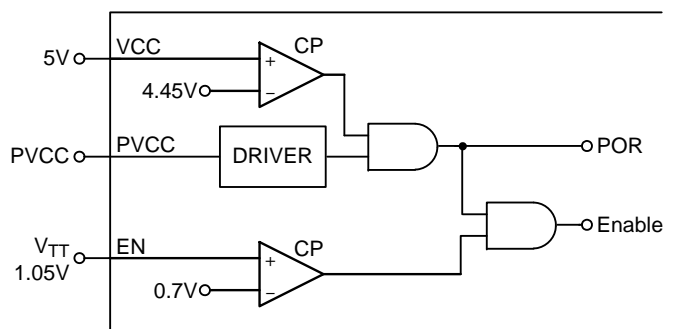 VCC
CP
5V
+
4.45V
−
PVCC
PVCC
DRIVER
POR
Enable
VTT
1.05V
EN
CP
+
0.7V
−